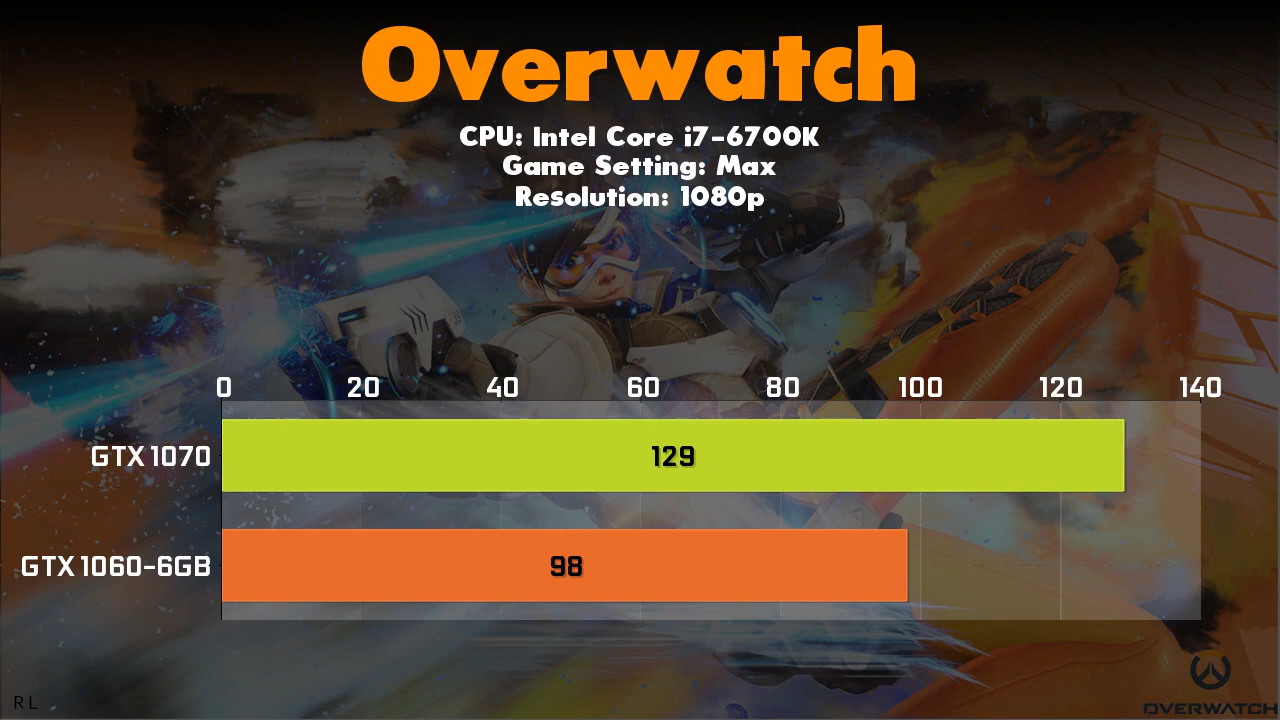 Overwatch
CPU: Intel Core i7-6700K
Game Setting: Max
Resolution: 1080p
0 20 40 60 80 100 120 140
GTX 1070 129
GTX 1060-6GB 98
R L
OVERWATCH